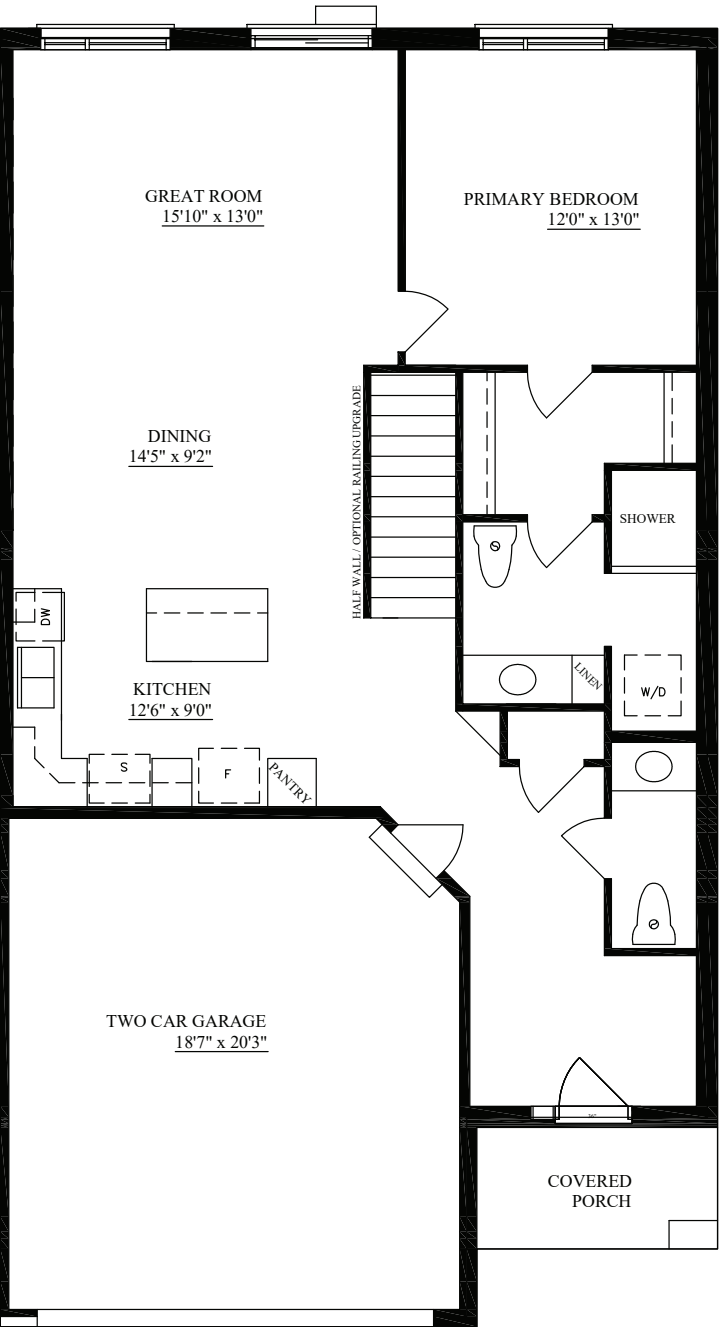 GREAT ROOM
15'10" x 13'0"
PRIMARY BEDROOM
12'0" x 13'0"
DINING
14'5" x 9'2"
HALF WALL / OPTIONAL RAILING UPGRADE
SHOWER
DW
KITCHEN
12'6" x 9'0"
LINEN
W/D
S
F
PANTRY
TWO CAR GARAGE
18'7" x 20'3"
COVERED
PORCH